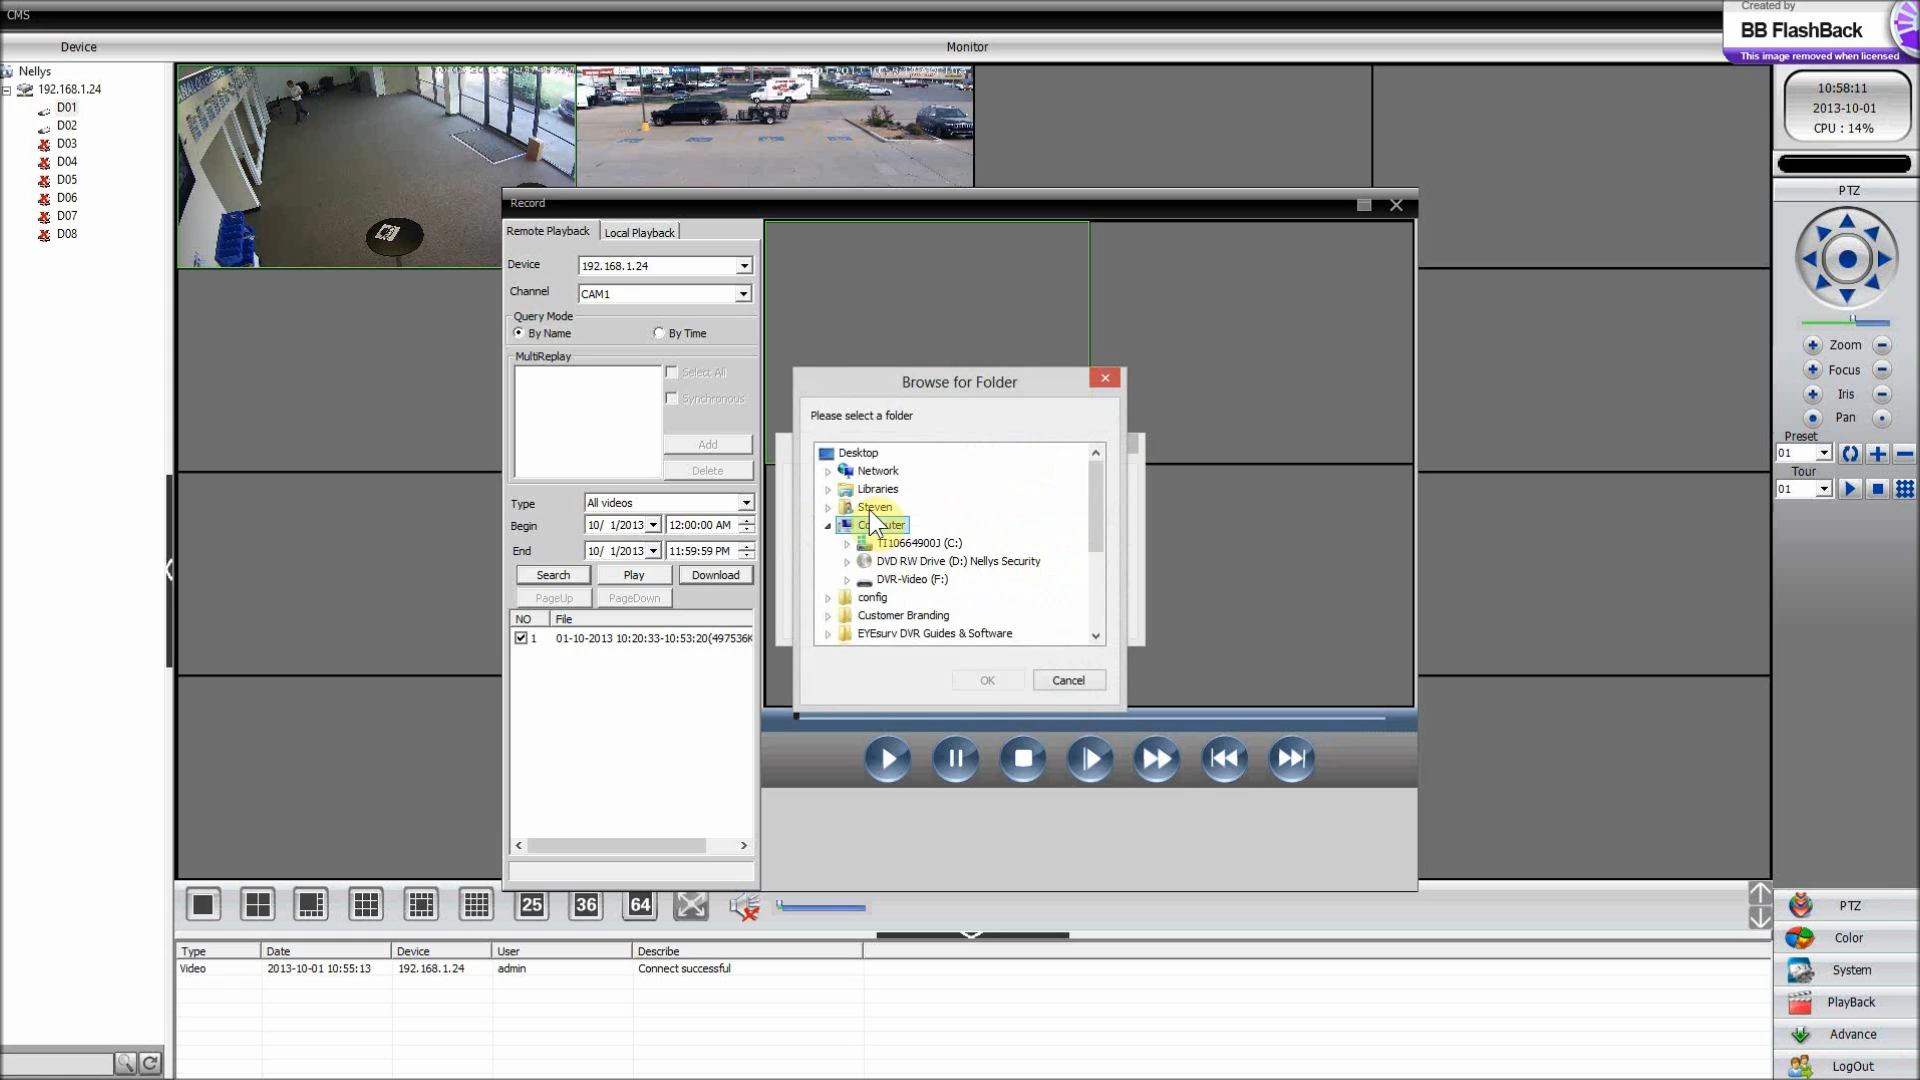 CMS
Created by
BB FlashBack
This image removed when licensed
Device
Monitor
Nellys
192.168.1.24
D01
D02
D03
D04
D05
D06
D07
D08
10:58:11
2013-10-01
CPU : 14%
PTZ
Zoom
Focus
Iris
Pan
Preset
01
Tour
01
Record
Remote Playback
Local Playback
Device
192.168.1.24
Channel
CAM1
Query Mode
By Name
By Time
MultiReplay
Select All
Synchronous
Add
Delete
Type
All videos
Begin
10/ 1/2013
12:00:00 AM
End
10/ 1/2013
11:59:59 PM
Search
Play
Download
PageUp
PageDown
NO
File
1
01-10-2013 10:20:33-10:53:20(497536K
Browse for Folder
Please select a folder
Desktop
Network
Libraries
Steven
Computer
TI10664900J (C:)
DVD RW Drive (D:) Nellys Security
DVR-Video (F:)
config
Customer Branding
EYEsurv DVR Guides & Software
OK
Cancel
25
36
64
Type
Date
Device
User
Describe
Video
2013-10-01 10:55:13
192.168.1.24
admin
Connect successful
PTZ
Color
System
PlayBack
Advance
LogOut